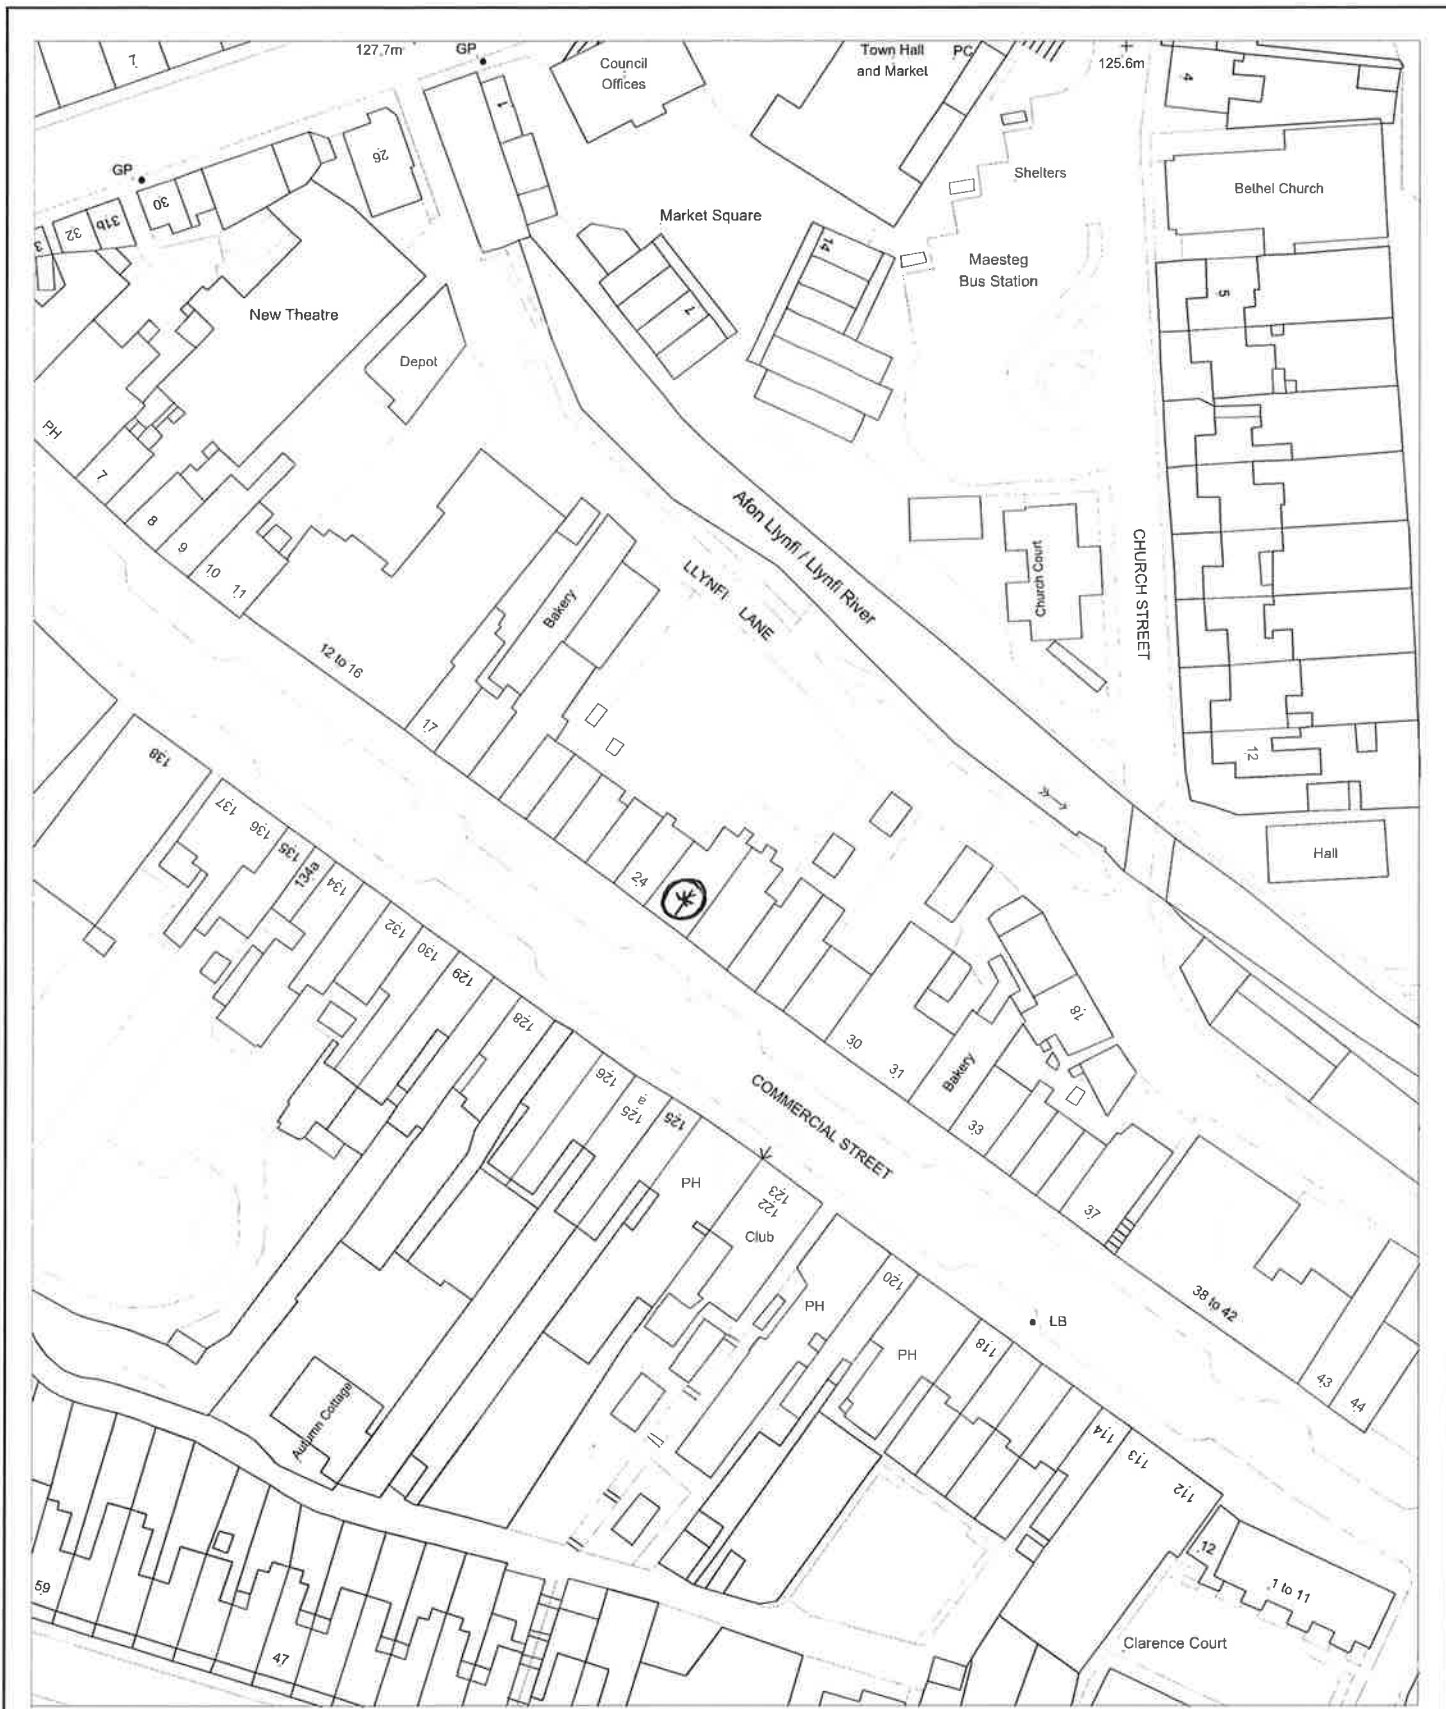 7
127.7m
GP
Council
Offices
Town Hall
and Market
PC
125.6m
4
1
26
GP
30
31b
32
3
Shelters
Bethel Church
Market Square
14
Maesteg
Bus Station
5
New Theatre
7
Depot
PH
7
8
9
10
11
12 to 16
Bakery
17
Afon Llynfi / Llynfi River
LLYNFI LANE
Church Court
CHURCH STREET
12
Hall
138
137
136
135
134a
134
132
130
129
128
24
30
31
Bakery
18
33
37
126
125
a
125
COMMERCIAL STREET
PH
123
122
Club
PH
120
PH
118
LB
38 to 42
43
44
114
113
112
Autumn Cottage
12
1 to 11
Clarence Court
59
47